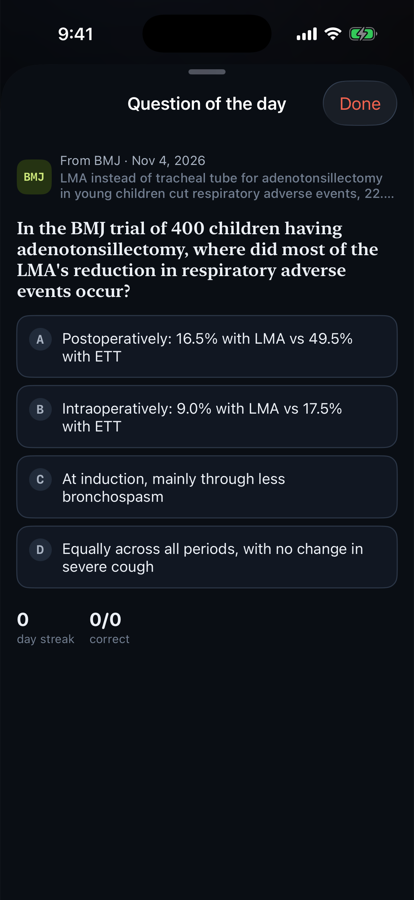 9:41
Question of the day
Done
BMJ
From BMJ · Nov 4, 2026
LMA instead of tracheal tube for adenotonsillectomy
in young children cut respiratory adverse events, 22....
In the BMJ trial of 400 children having
adenotonsillectomy, where did most of the
LMA's reduction in respiratory adverse
events occur?
A
Postoperatively: 16.5% with LMA vs 49.5%
with ETT
B
Intraoperatively: 9.0% with LMA vs 17.5%
with ETT
C
At induction, mainly through less
bronchospasm
D
Equally across all periods, with no change in
severe cough
0
day streak
0/0
correct